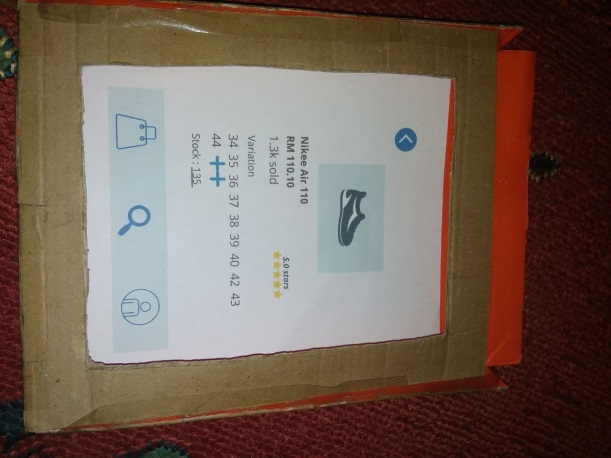 Nikee Air 110
RM 110.10
1.3k sold
5.0 stars
Variation
34 35 36 37 38 39 40 42 43
44 ++
Stock : 135